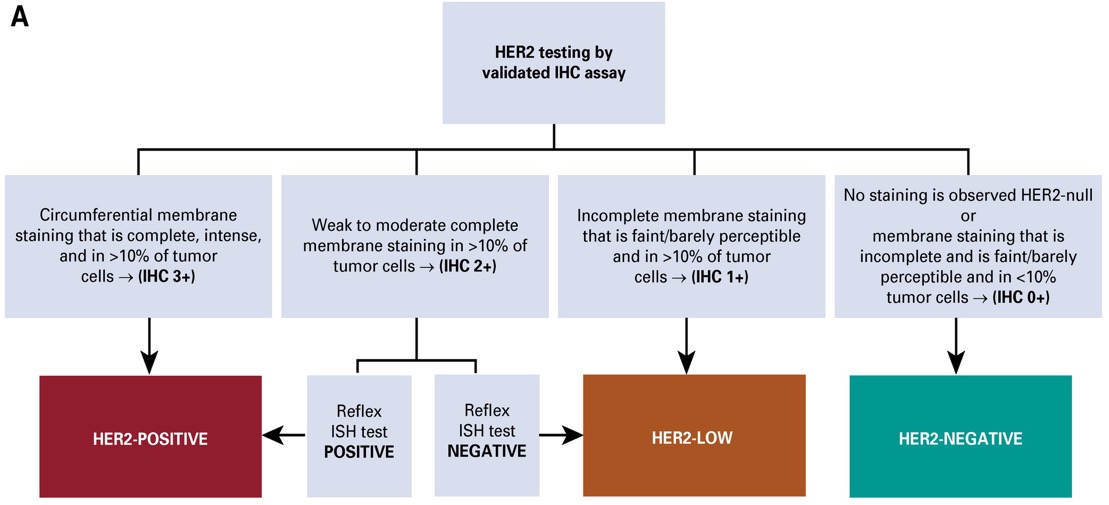 A
HER2 testing by
validated IHC assay
Circumferential membrane
staining that is complete, intense,
and in >10% of tumor
cells → (IHC 3+)
Weak to moderate complete
membrane staining in >10% of
tumor cells → (IHC 2+)
Incomplete membrane staining
that is faint/barely perceptible
and in >10% of tumor
cells → (IHC 1+)
No staining is observed HER2-null
or
membrane staining that is
incomplete and is faint/barely
perceptible and in <10%
tumor cells → (IHC 0+)
HER2-POSITIVE
Reflex
ISH test
POSITIVE
Reflex
ISH test
NEGATIVE
HER2-LOW
HER2-NEGATIVE